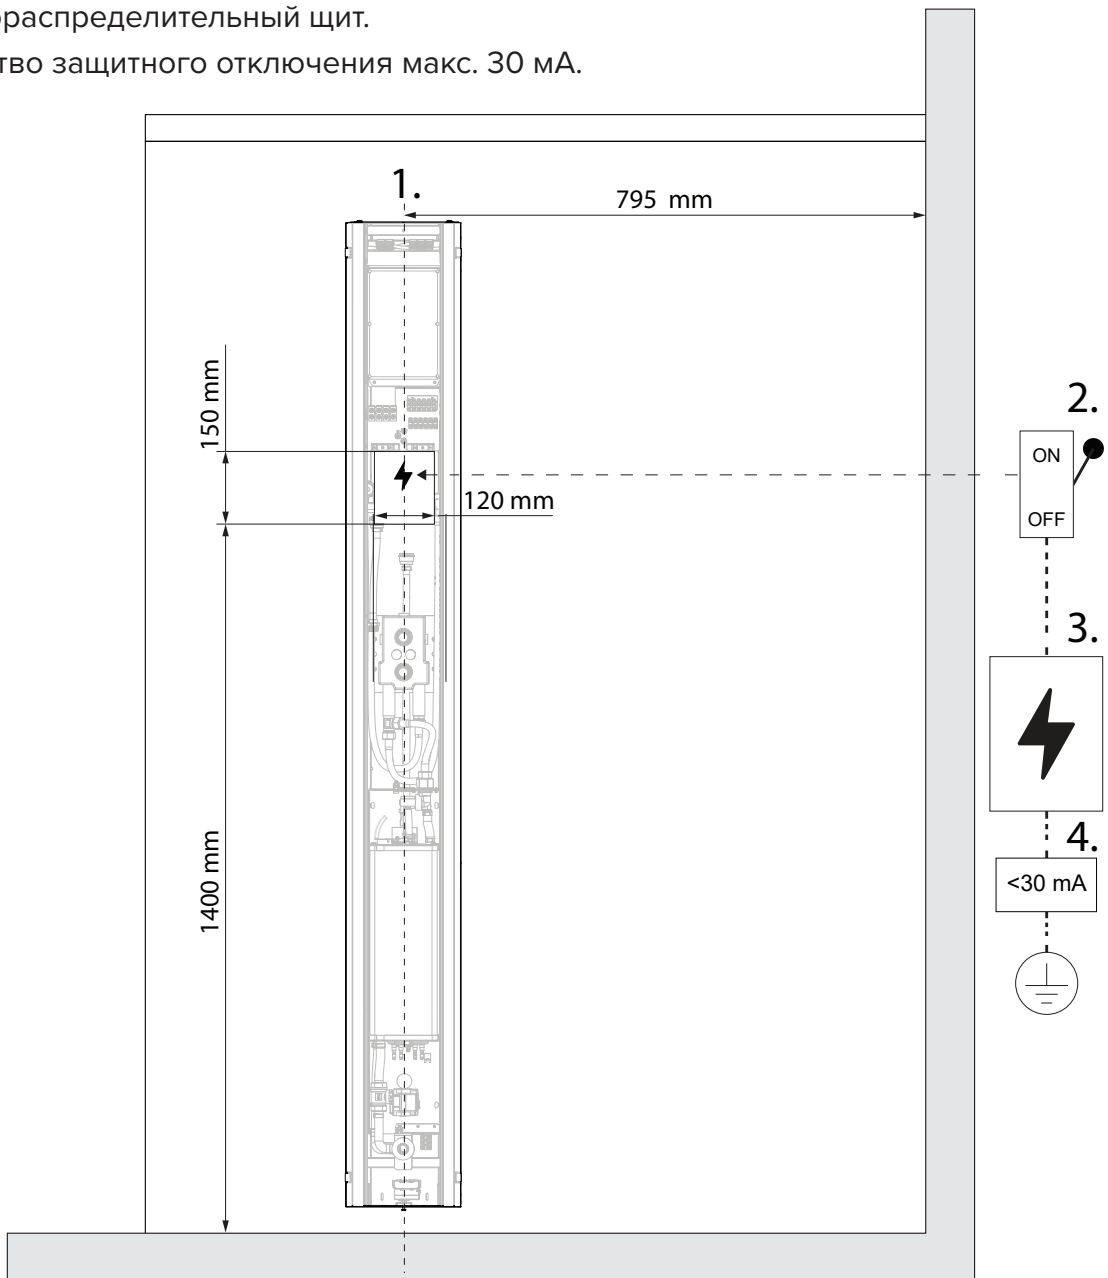 ораспределительный щит.
тво защитного отключения макс. 30 мА.
1.
795 mm
150 mm
2.
ON
120 mm
OFF
3.
1400 mm
4.
<30 mA